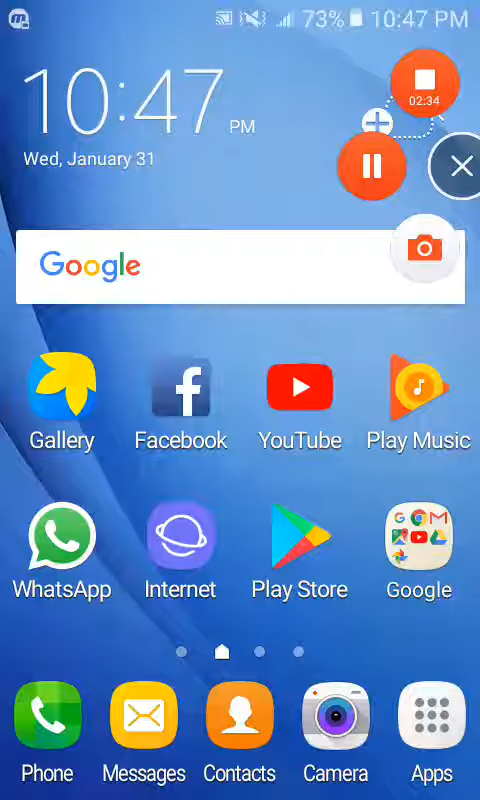 73% 10:47 PM
10:47 PM
02:34
Wed, January 31
Google
Gallery Facebook YouTube Play Music
WhatsApp Internet Play Store Google
Phone Messages Contacts Camera Apps